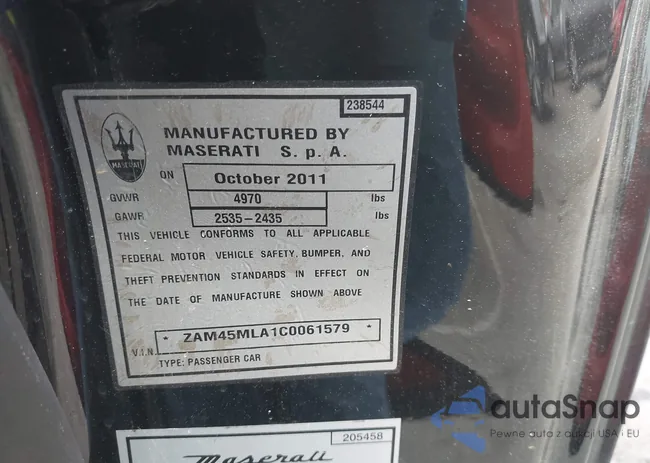 238544
MASERATI
MANUFACTURED BY
MASERATI S. p. A.
ON October 2011
GVWR 4970 lbs
GAWR 2535-2435 lbs
THIS VEHICLE CONFORMS TO ALL APPLICABLE
FEDERAL MOTOR VEHICLE SAFETY, BUMPER, AND
THEFT PREVENTION STANDARDS IN EFFECT ON
THE DATE OF MANUFACTURE SHOWN ABOVE
V.I.N. * ZAM45MLA1C0061579 *
TYPE: PASSENGER CAR
205458
Maserati
autaSnap
Pewne auta z aukcji USA i EU